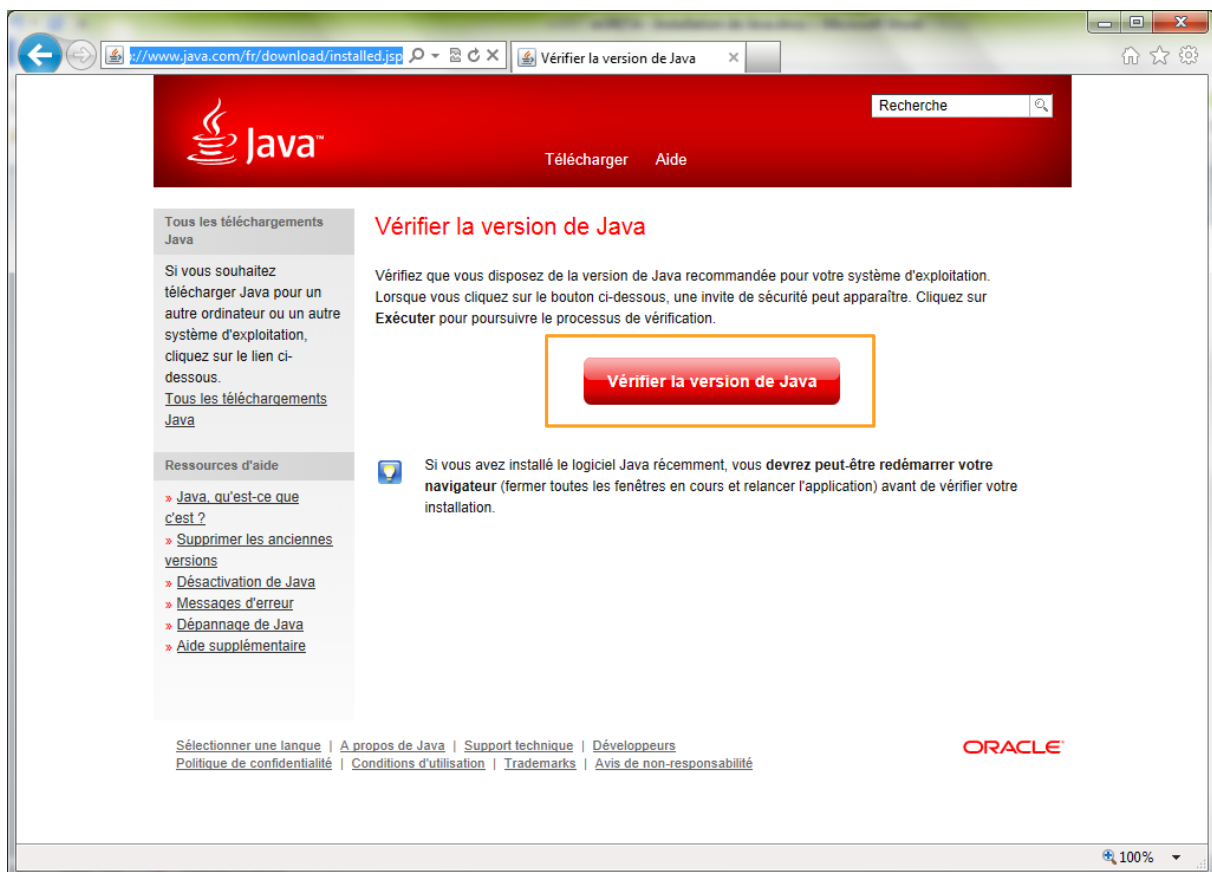 ://www.java.com/fr/download/installed.jsp
Vérifier la version de Java
Java™
Recherche
Télécharger Aide
Tous les téléchargements
Java
Si vous souhaitez
télécharger Java pour un
autre ordinateur ou un autre
système d'exploitation,
cliquez sur le lien ci-
dessous.
Tous les téléchargements
Java
Ressources d'aide
» Java, qu'est-ce que
c'est ?
» Supprimer les anciennes
versions
» Désactivation de Java
» Messages d'erreur
» Dépannage de Java
» Aide supplémentaire
Vérifier la version de Java
Vérifiez que vous disposez de la version de Java recommandée pour votre système d'exploitation.
Lorsque vous cliquez sur le bouton ci-dessous, une invite de sécurité peut apparaître. Cliquez sur
Exécuter pour poursuivre le processus de vérification.
Vérifier la version de Java
Si vous avez installé le logiciel Java récemment, vous devrez peut-être redémarrer votre
navigateur (fermer toutes les fenêtres en cours et relancer l'application) avant de vérifier votre
installation.
Sélectionner une langue | A propos de Java | Support technique | Développeurs
Politique de confidentialité | Conditions d'utilisation | Trademarks | Avis de non-responsabilité
ORACLE
100%